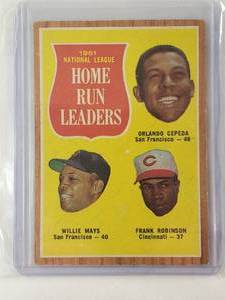 1961
NATIONAL LEAGUE
HOME
RUN
LEADERS
ORLANDO CEPEDA
San Francisco - 46
WILLIE MAYS
San Francisco - 40
FRANK ROBINSON
Cincinnati - 37